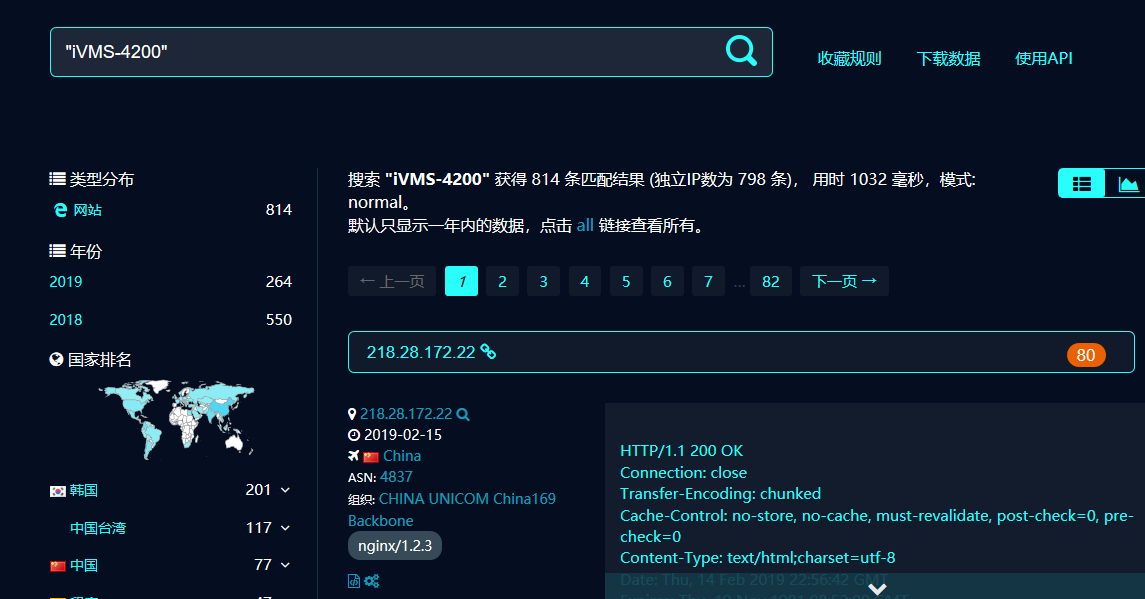 "iVMS-4200"
收藏规则 下载数据 使用API
类型分布
网站 814
年份
2019 264
2018 550
国家排名
韩国 201
中国台湾 117
中国 77
搜索 "iVMS-4200" 获得 814 条匹配结果 (独立IP数为 798 条)， 用时 1032 毫秒，模式:
normal。
默认只显示一年内的数据，点击 all 链接查看所有。
← 上一页 1 2 3 4 5 6 7 ... 82 下一页 →
218.28.172.22 80
218.28.172.22
2019-02-15
China
ASN: 4837
组织: CHINA UNICOM China169
Backbone
nginx/1.2.3
HTTP/1.1 200 OK
Connection: close
Transfer-Encoding: chunked
Cache-Control: no-store, no-cache, must-revalidate, post-check=0, pre-
check=0
Content-Type: text/html;charset=utf-8
Date: Thu, 14 Feb 2019 22:56:42 GMT